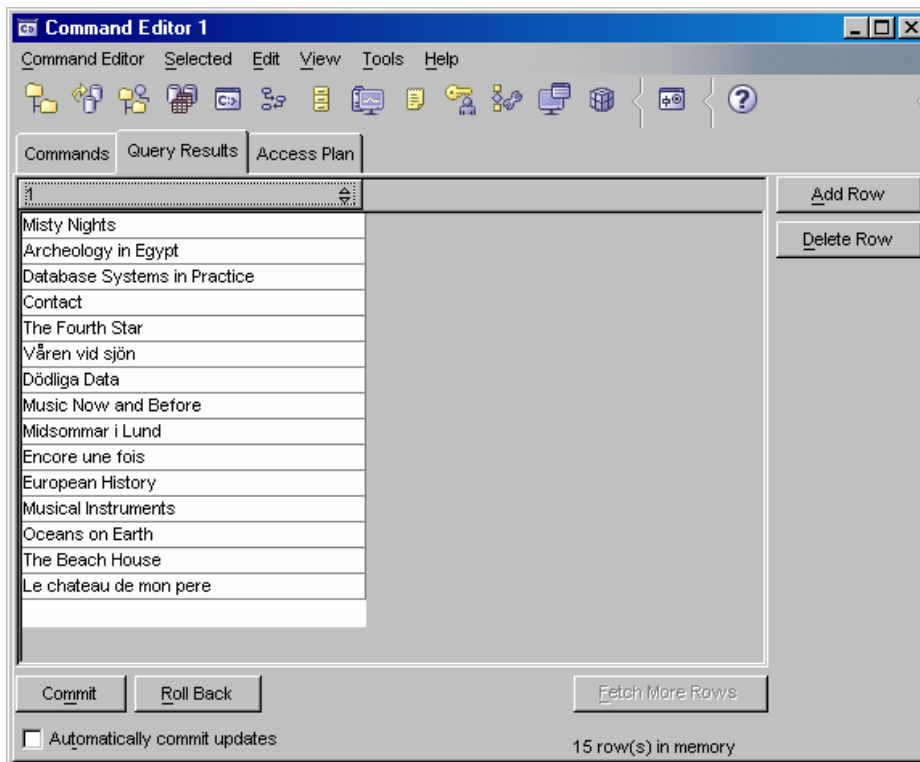 Command Editor 1
Command Editor Selected Edit View Tools Help
Commands Query Results Access Plan
1
Add Row
Delete Row
Misty Nights
Archeology in Egypt
Database Systems in Practice
Contact
The Fourth Star
Våren vid sjön
Dödliga Data
Music Now and Before
Midsommar i Lund
Encore une fois
European History
Musical Instruments
Oceans on Earth
The Beach House
Le chateau de mon pere
Commit Roll Back Fetch More Rows
Automatically commit updates
15 row(s) in memory